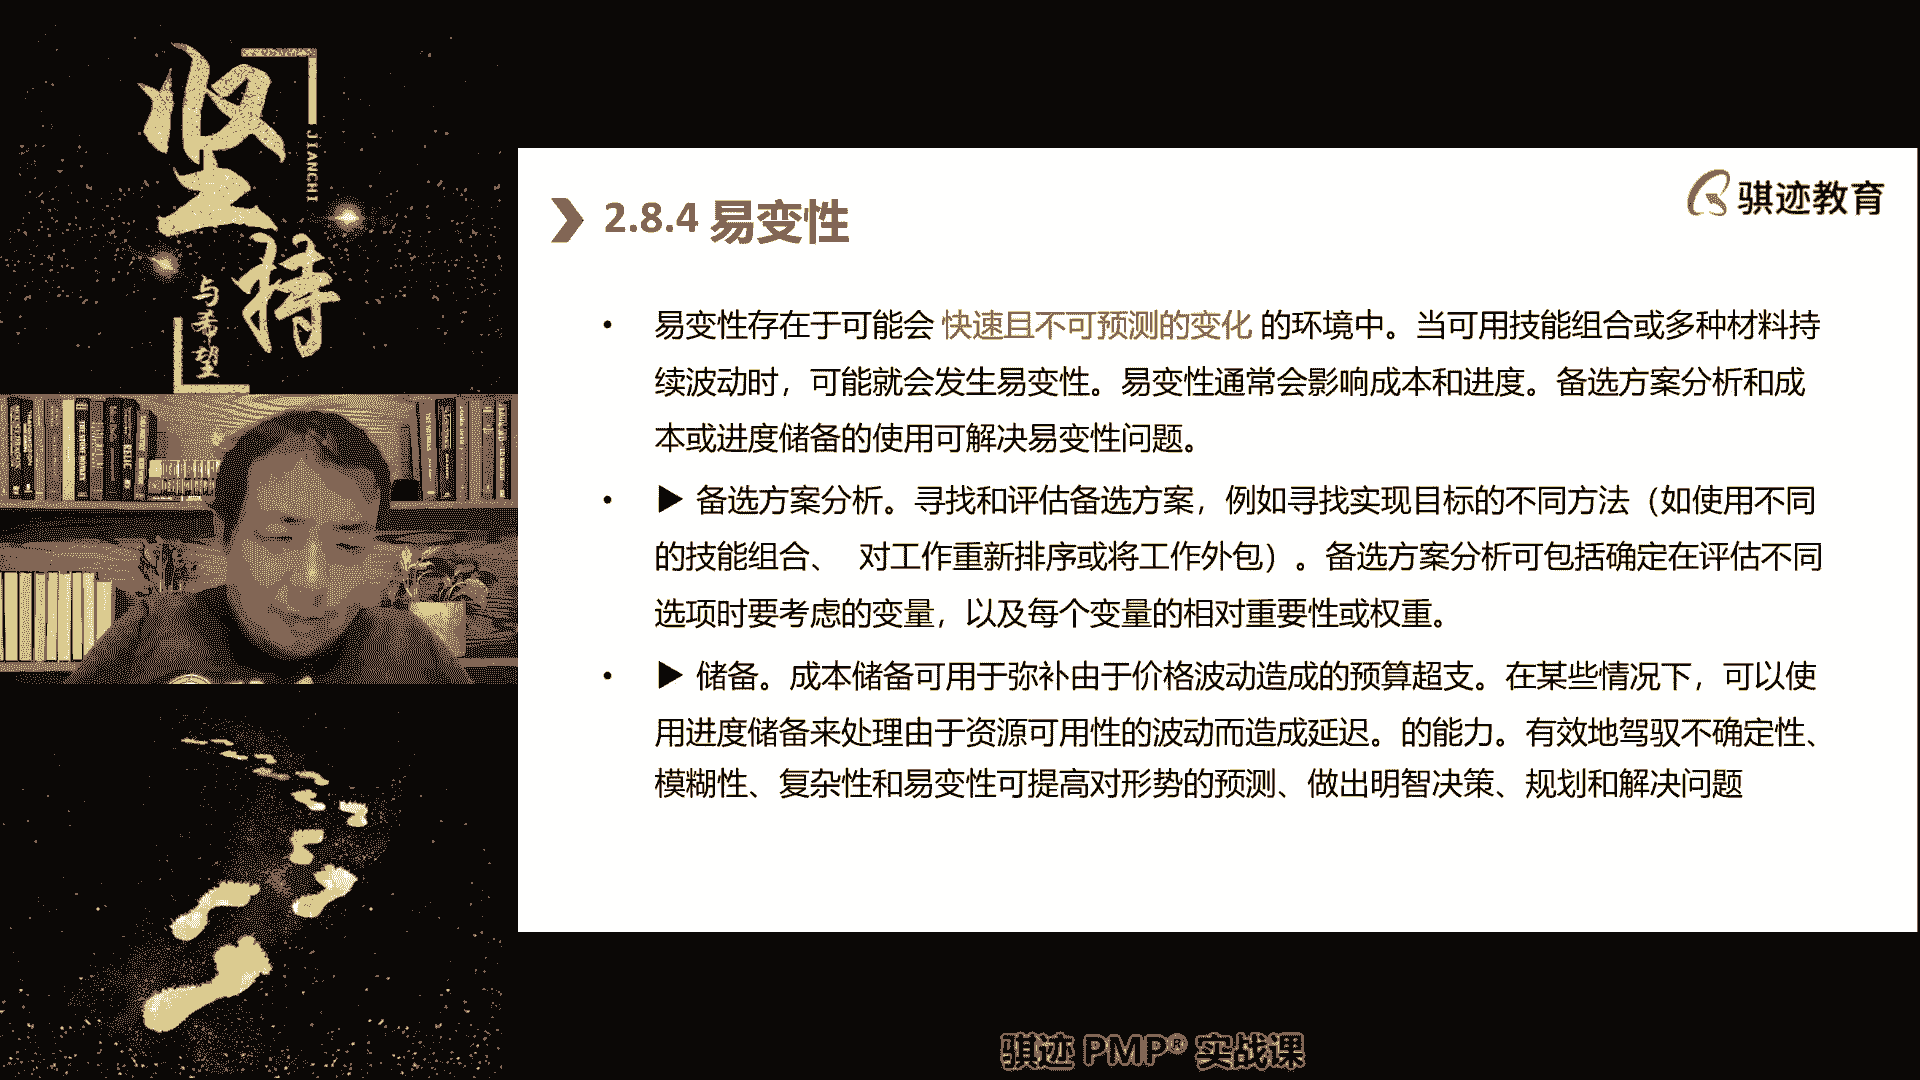 坚持
JIANCHI
与希望
骐迹教育
2.8.4 易变性
• 易变性存在于可能会 快速且不可预测的变化 的环境中。当可用技能组合或多种材料持
续波动时，可能就会发生易变性。易变性通常会影响成本和进度。备选方案分析和成
本或进度储备的使用可解决易变性问题。
• ▶ 备选方案分析。寻找和评估备选方案，例如寻找实现目标的不同方法（如使用不同
的技能组合、 对工作重新排序或将工作外包）。备选方案分析可包括确定在评估不同
选项时要考虑的变量，以及每个变量的相对重要性或权重。
• ▶ 储备。成本储备可用于弥补由于价格波动造成的预算超支。在某些情况下，可以使
用进度储备来处理由于资源可用性的波动而造成延迟。的能力。有效地驾驭不确定性、
模糊性、复杂性和易变性可提高对形势的预测、做出明智决策、规划和解决问题
骐迹 PMP® 实战课